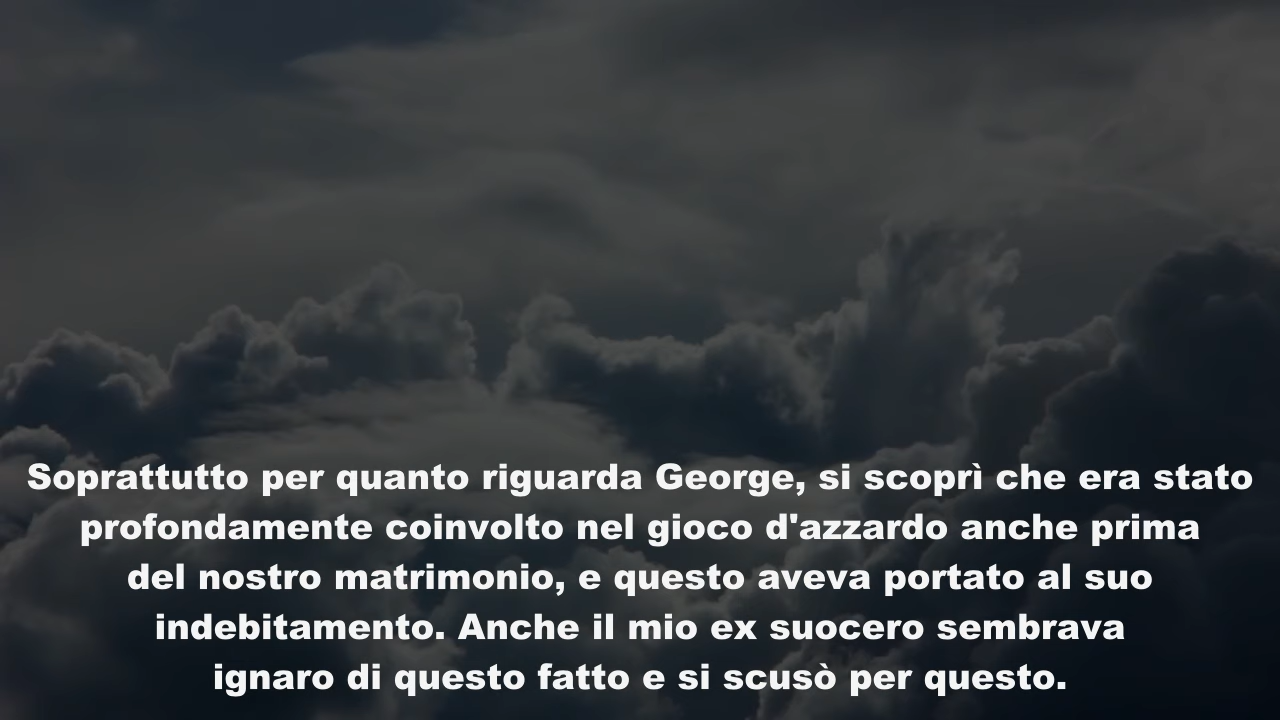 Soprattutto per quanto riguarda George, si scoprì che era stato
profondamente coinvolto nel gioco d'azzardo anche prima
del nostro matrimonio, e questo aveva portato al suo
indebitamento. Anche il mio ex suocero sembrava
ignaro di questo fatto e si scusò per questo.